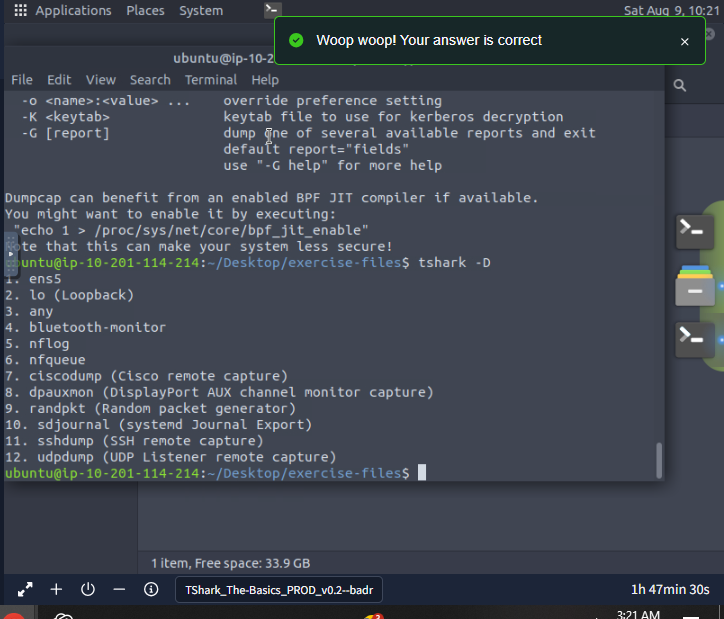 Applications Places System
Sat Aug 9, 10:21
Woop woop! Your answer is correct
ubuntu@ip-10-2
File Edit View Search Terminal Help
-o <name>:<value> ... override preference setting
-K <keytab> keytab file to use for kerberos decryption
-G [report] dump one of several available reports and exit
default report="fields"
use "-G help" for more help
Dumpcap can benefit from an enabled BPF JIT compiler if available.
You might want to enable it by executing:
"echo 1 > /proc/sys/net/core/bpf_jit_enable"
Note that this can make your system less secure!
ubuntu@ip-10-201-114-214:~/Desktop/exercise-files$ tshark -D
1. ens5
2. lo (Loopback)
3. any
4. bluetooth-monitor
5. nflog
6. nfqueue
7. ciscodump (Cisco remote capture)
8. dpauxmon (DisplayPort AUX channel monitor capture)
9. randpkt (Random packet generator)
10. sdjournal (systemd Journal Export)
11. sshdump (SSH remote capture)
12. udpdump (UDP Listener remote capture)
ubuntu@ip-10-201-114-214:~/Desktop/exercise-files$
1 item, Free space: 33.9 GB
TShark_The-Basics_PROD_v0.2--badr
1h 47min 30s
3:21 AM